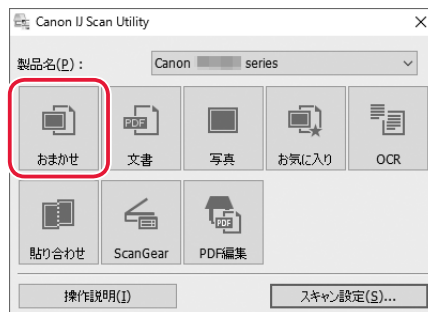 Canon IJ Scan Utility
製品名(P) : Canon series
PDF
おまかせ 文書 写真 お気に入り OCR
PDF
貼り合わせ ScanGear PDF編集
操作説明(I) スキャン設定(S)...